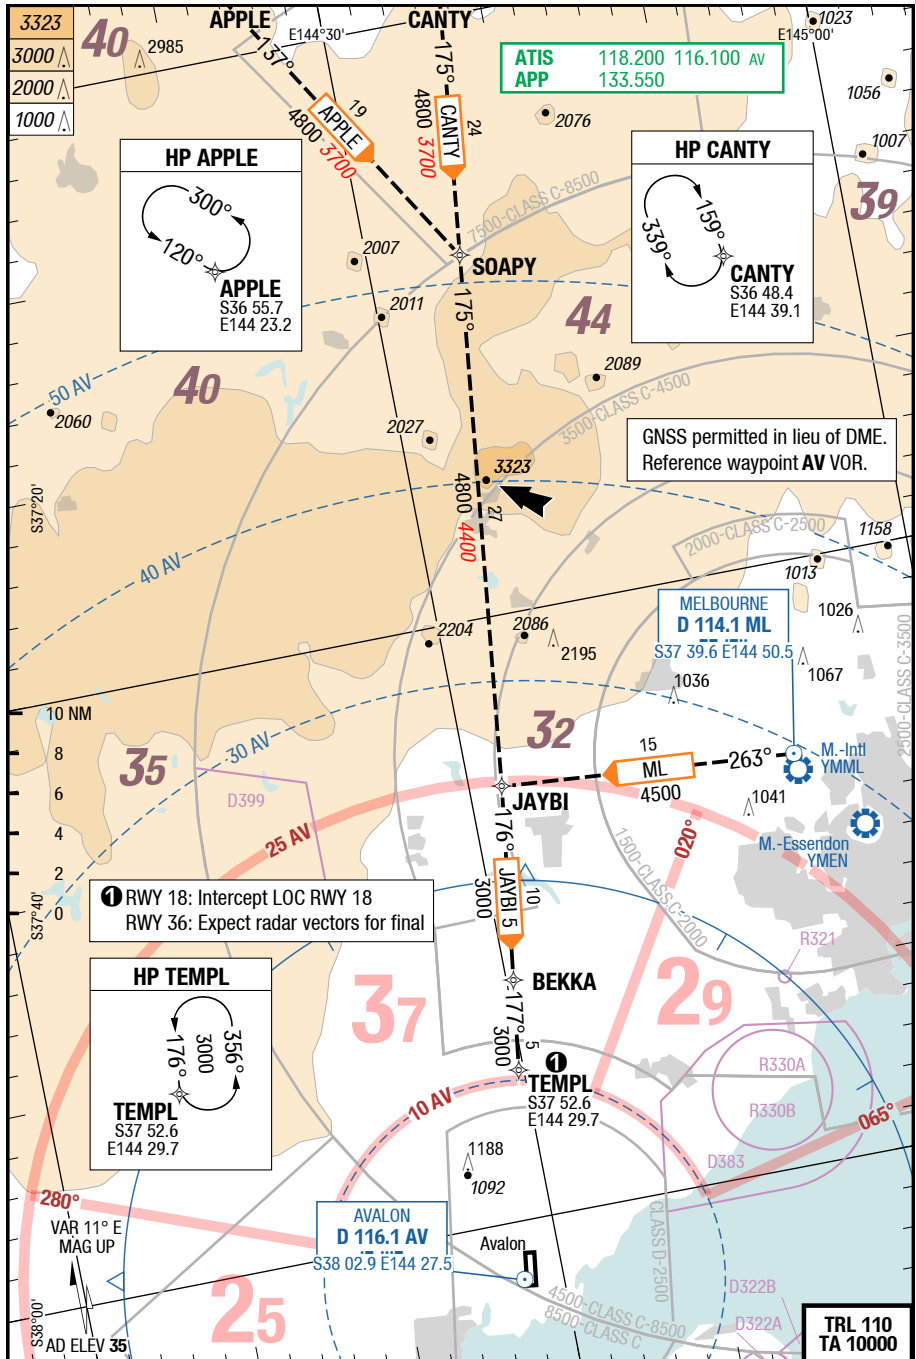 3323
3000
2000
1000
40
2985
APPLE
CANTY
E144°30'
1023
E145°00'
ATIS 118.200 116.100 AV
APP 133.550
1056
1007
39
2076
137°
19
APPLE
4800 3700
175°
24
CANTY
4800 3700
HP APPLE
300°
120°
APPLE
S36 55.7
E144 23.2
HP CANTY
159°
339°
CANTY
S36 48.4
E144 39.1
7500-CLASS C-8500
SOAPY
2007
2011
175°
44
40
50 AV
2060
2089
3500-CLASS C-4500
2027
GNSS permitted in lieu of DME.
Reference waypoint AV VOR.
3323
4800 4400
27
S37°20'
40 AV
2000-CLASS C-2500
1158
1013
MELBOURNE
D 114.1 ML
S37 39.6 E144 50.5
1026
2500-CLASS C-3500
2204
2086
2195
1067
1036
10 NM
8
6
4
2
0
30 AV
35
32
D399
15
ML
263°
4500
M.-Intl
YMML
1041
M.-Essendon
YMEN
JAYBI
25 AV
176°
020°
JAYBI 5
10
3000
1500-CLASS C-2000
S37°40'
1 RWY 18: Intercept LOC RWY 18
RWY 36: Expect radar vectors for final
R321
HP TEMPL
176°
3000
356°
TEMPL
S37 52.6
E144 29.7
37
BEKKA
29
177°
5
3000
1
TEMPL
S37 52.6
E144 29.7
R330A
R330B
10 AV
065°
D383
1188
1092
280°
VAR 11° E
MAG UP
AVALON
D 116.1 AV
S38 02.9 E144 27.5
Avalon
CLASS D-2500
25
4500-CLASS C-8500
8500-CLASS C
D322B
D322A
S38°00'
AD ELEV 35
TRL 110
TA 10000